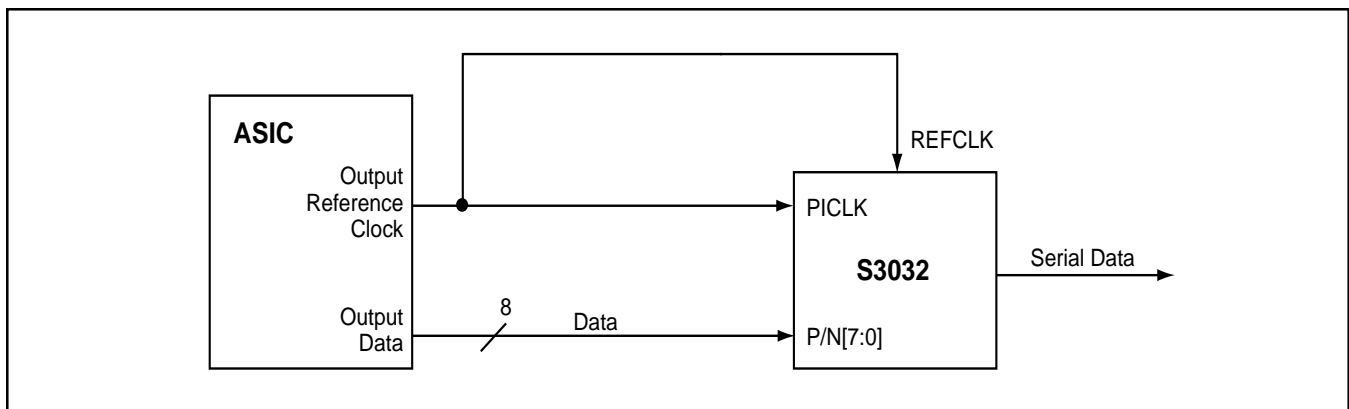 ASIC
Output
Reference
Clock
Output
Data
8
Data
REFCLK
PICLK
S3032
P/N[7:0]
Serial Data